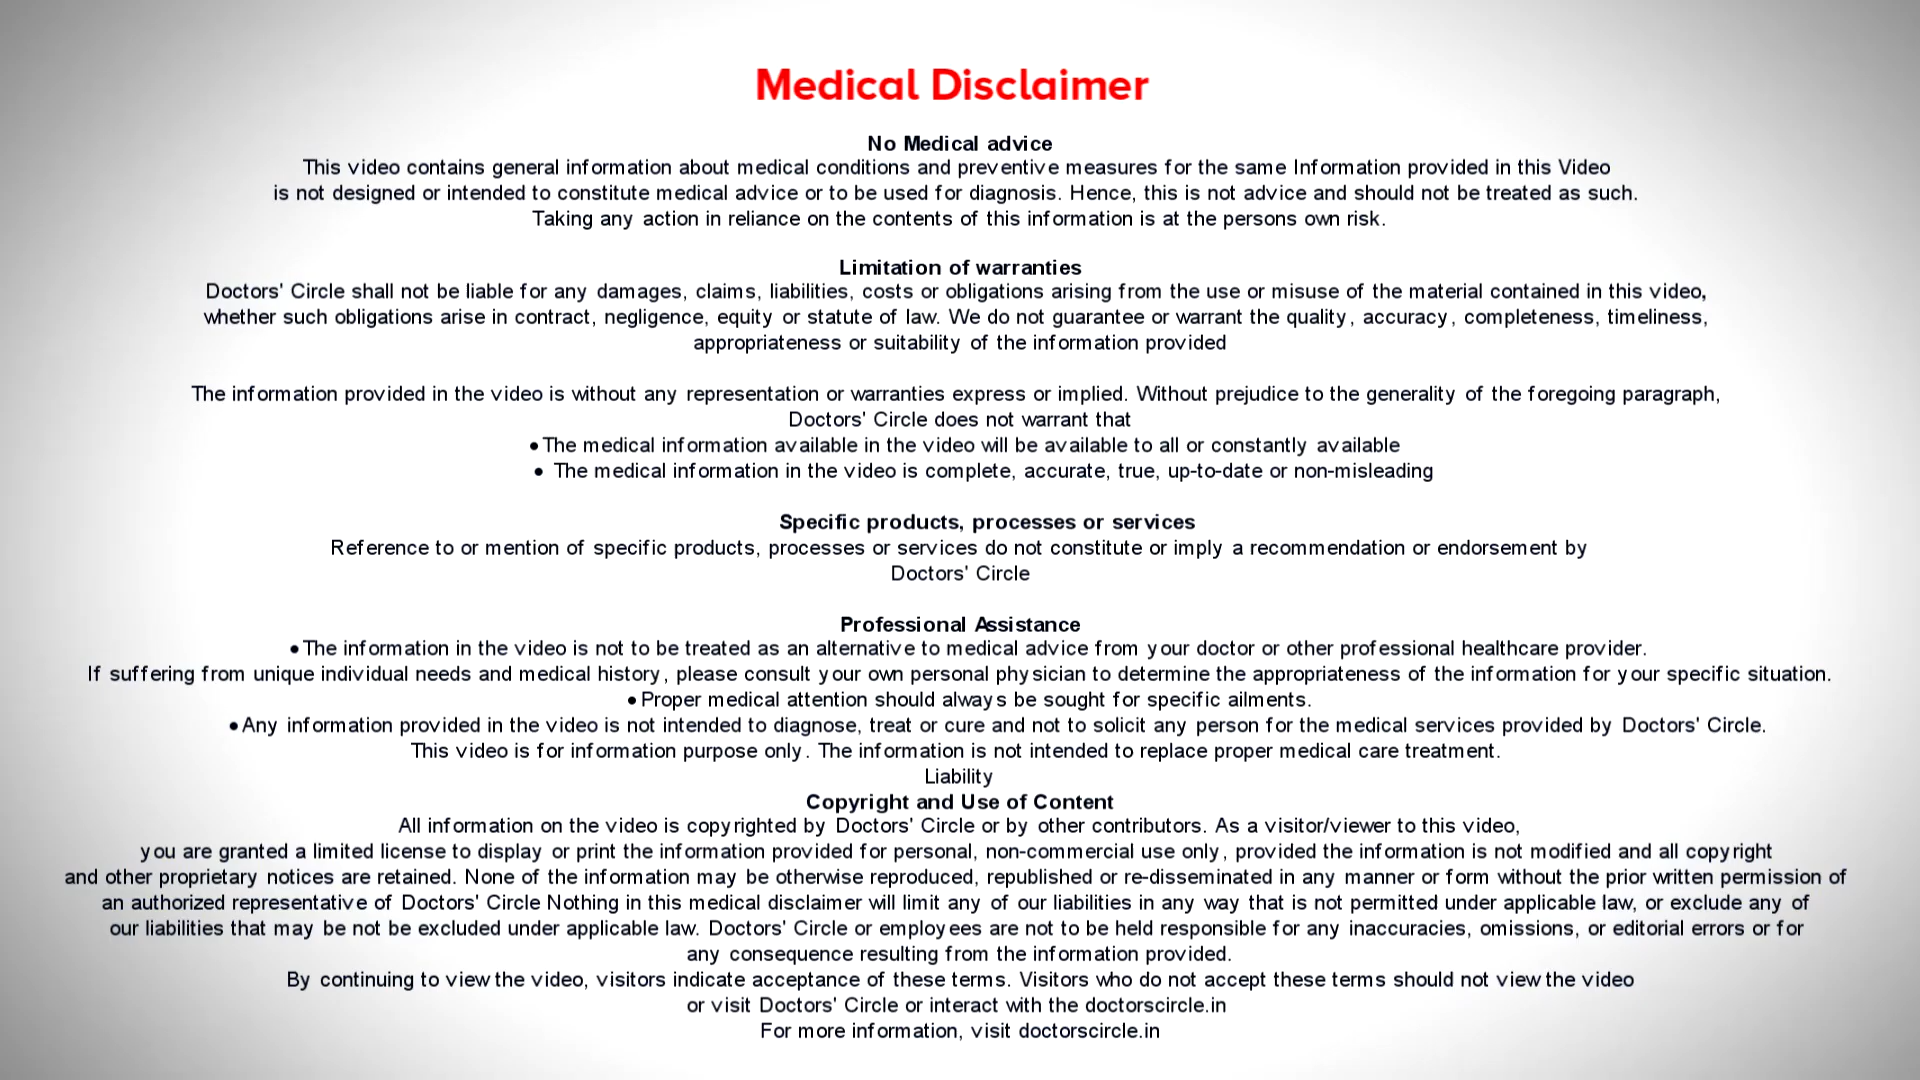 Medical Disclaimer
No Medical advice
This video contains general information about medical conditions and preventive measures for the same Information provided in this Video
is not designed or intended to constitute medical advice or to be used for diagnosis. Hence, this is not advice and should not be treated as such.
Taking any action in reliance on the contents of this information is at the persons own risk.
Limitation of warranties
Doctors' Circle shall not be liable for any damages, claims, liabilities, costs or obligations arising from the use or misuse of the material contained in this video,
whether such obligations arise in contract, negligence, equity or statute of law. We do not guarantee or warrant the quality, accuracy, completeness, timeliness,
appropriateness or suitability of the information provided
The information provided in the video is without any representation or warranties express or implied. Without prejudice to the generality of the foregoing paragraph,
Doctors' Circle does not warrant that
• The medical information available in the video will be available to all or constantly available
• The medical information in the video is complete, accurate, true, up-to-date or non-misleading
Specific products, processes or services
Reference to or mention of specific products, processes or services do not constitute or imply a recommendation or endorsement by
Doctors' Circle
Professional Assistance
• The information in the video is not to be treated as an alternative to medical advice from your doctor or other professional healthcare provider.
If suffering from unique individual needs and medical history, please consult your own personal physician to determine the appropriateness of the information for your specific situation.
• Proper medical attention should always be sought for specific ailments.
• Any information provided in the video is not intended to diagnose, treat or cure and not to solicit any person for the medical services provided by Doctors' Circle.
This video is for information purpose only. The information is not intended to replace proper medical care treatment.
Liability
Copyright and Use of Content
All information on the video is copyrighted by Doctors' Circle or by other contributors. As a visitor/viewer to this video,
you are granted a limited license to display or print the information provided for personal, non-commercial use only, provided the information is not modified and all copyright
and other proprietary notices are retained. None of the information may be otherwise reproduced, republished or re-disseminated in any manner or form without the prior written permission of
an authorized representative of Doctors' Circle Nothing in this medical disclaimer will limit any of our liabilities in any way that is not permitted under applicable law, or exclude any of
our liabilities that may be not be excluded under applicable law. Doctors' Circle or employees are not to be held responsible for any inaccuracies, omissions, or editorial errors or for
any consequence resulting from the information provided.
By continuing to view the video, visitors indicate acceptance of these terms. Visitors who do not accept these terms should not view the video
or visit Doctors' Circle or interact with the doctorscircle.in
For more information, visit doctorscircle.in